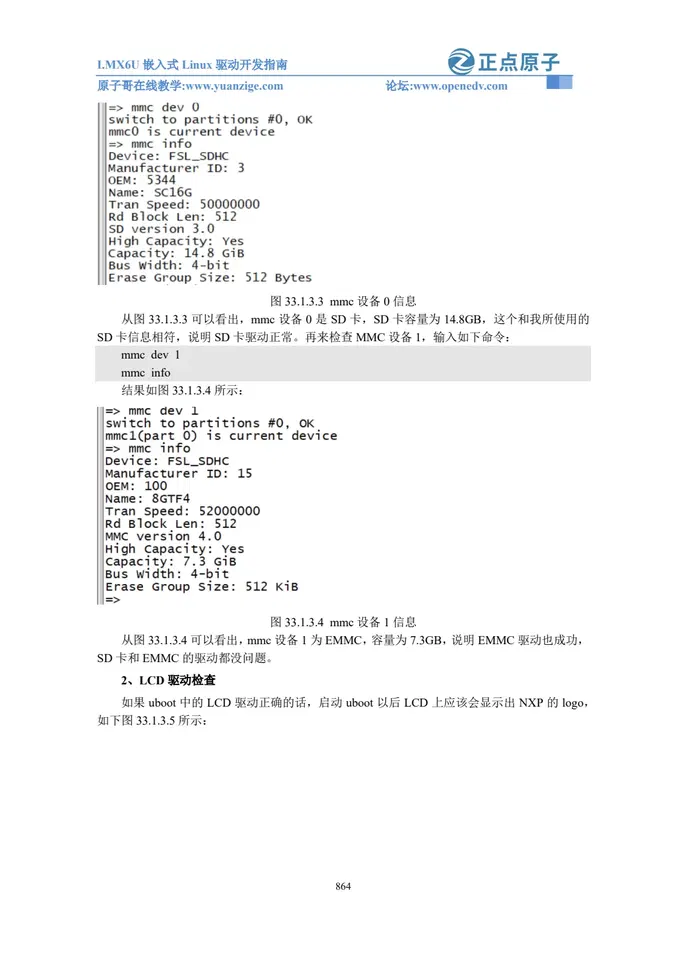 I.MX6U 嵌入式 Linux 驱动开发指南
正点原子
原子哥在线教学:www.yuanzige.com 论坛:www.openedv.com
=> mmc dev 0
switch to partitions #0, OK
mmc0 is current device
=> mmc info
Device: FSL_SDHC
Manufacturer ID: 3
OEM: 5344
Name: SC16G
Tran Speed: 50000000
Rd Block Len: 512
SD version 3.0
High Capacity: Yes
Capacity: 14.8 GiB
Bus Width: 4-bit
Erase Group Size: 512 Bytes
图 33.1.3.3 mmc 设备 0 信息
从图 33.1.3.3 可以看出，mmc 设备 0 是 SD 卡，SD 卡容量为 14.8GB，这个和我所使用的
SD 卡信息相符，说明 SD 卡驱动正常。再来检查 MMC 设备 1，输入如下命令：
mmc dev 1
mmc info
结果如图 33.1.3.4 所示：
=> mmc dev 1
switch to partitions #0, OK
mmc1(part 0) is current device
=> mmc info
Device: FSL_SDHC
Manufacturer ID: 15
OEM: 100
Name: 8GTF4
Tran Speed: 52000000
Rd Block Len: 512
MMC version 4.0
High Capacity: Yes
Capacity: 7.3 GiB
Bus Width: 4-bit
Erase Group Size: 512 KiB
=>
图 33.1.3.4 mmc 设备 1 信息
从图 33.1.3.4 可以看出，mmc 设备 1 为 EMMC，容量为 7.3GB，说明 EMMC 驱动也成功，
SD 卡和 EMMC 的驱动都没问题。
2、LCD 驱动检查
如果 uboot 中的 LCD 驱动正确的话，启动 uboot 以后 LCD 上应该会显示出 NXP 的 logo，
如下图 33.1.3.5 所示：
864